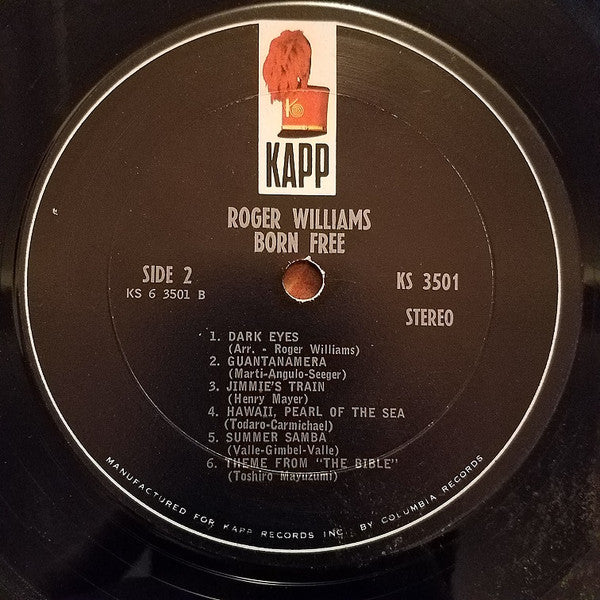 K
KAPP
ROGER WILLIAMS
BORN FREE
SIDE 2
KS 6 3501 B
KS 3501
STEREO
1. DARK EYES
(Arr. - Roger Williams)
2. GUANTANAMERA
(Marti-Angulo-Seeger)
3. JIMMIE'S TRAIN
(Henry Mayer)
4. HAWAII, PEARL OF THE SEA
(Todaro-Carmichael)
5. SUMMER SAMBA
(Valle-Gimbel-Valle)
6. THEME FROM "THE BIBLE"
(Toshiro Mayuzumi)
MANUFACTURED FOR KAPP RECORDS INC. BY COLUMBIA RECORDS